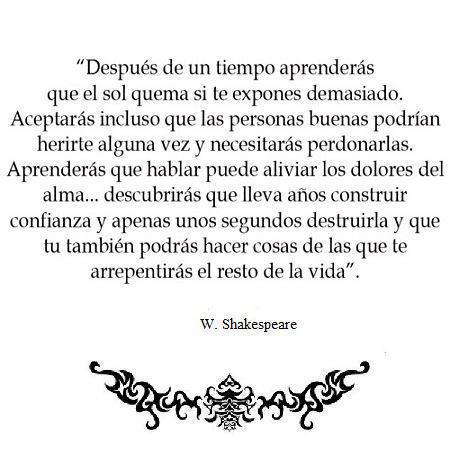 “Después de un tiempo aprenderás
que el sol quema si te expones demasiado.
Aceptarás incluso que las personas buenas podrían
herirte alguna vez y necesitarás perdonarlas.
Aprenderás que hablar puede aliviar los dolores del
alma... descubrirás que lleva años construir
confianza y apenas unos segundos destruirla y que
tu también podrás hacer cosas de las que te
arrepentirás el resto de la vida”.
W. Shakespeare